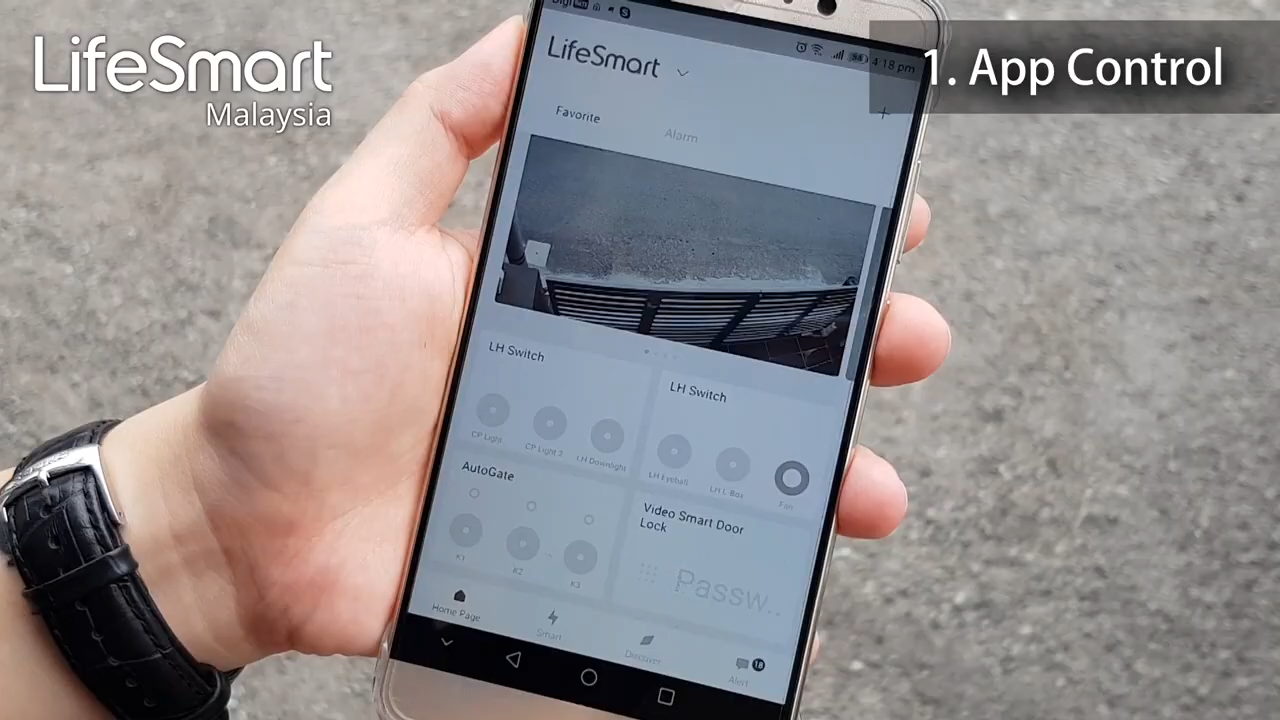 LifeSmart
Malaysia
1. App Control
Digi
4:18 pm
LifeSmart
+
Favorite
Alarm
LH Switch
CP Light
CP Light 2
LH Downlight
LH Switch
LH Eyeball
LH L-Box
Fan
AutoGate
K1
K2
K3
Video Smart Door
Lock
Passw..
Home Page
Smart
Discover
Alert
18